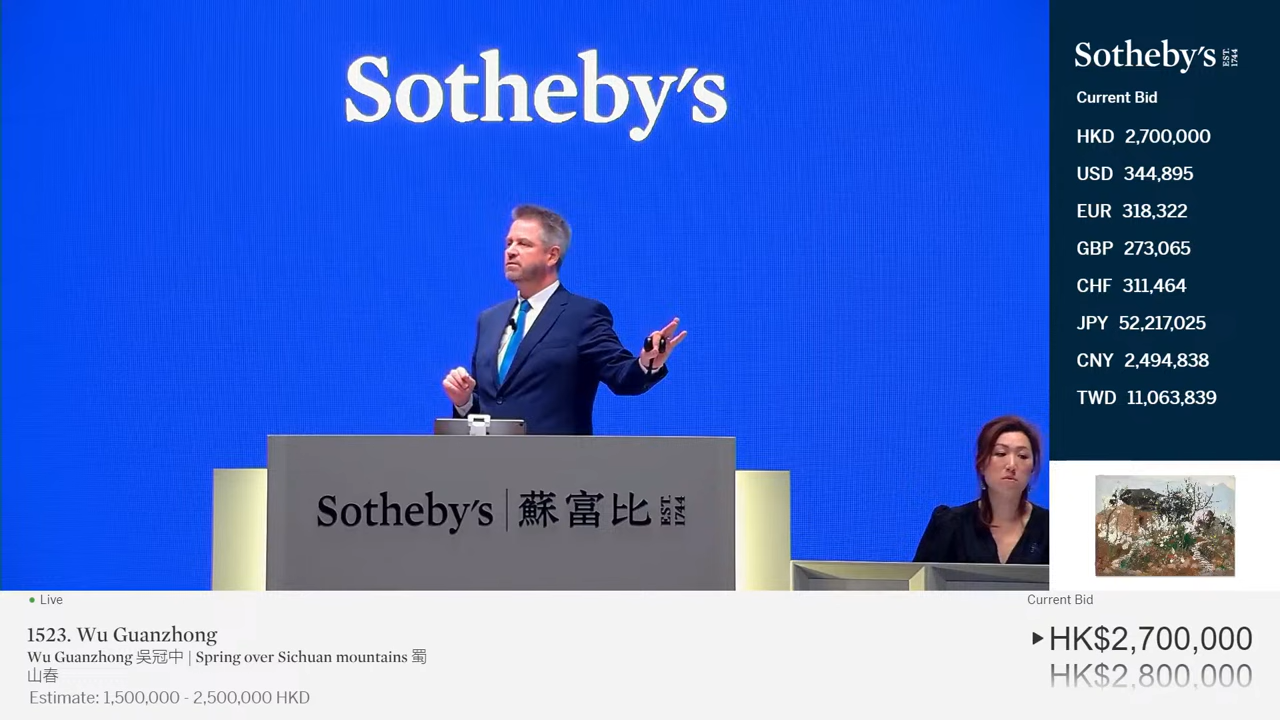 Sotheby's
Sotheby's | 蘇富比 EST. 1744
Sotheby's EST. 1744
Current Bid
HKD 2,700,000
USD 344,895
EUR 318,322
GBP 273,065
CHF 311,464
JPY 52,217,025
CNY 2,494,838
TWD 11,063,839
Live
1523. Wu Guanzhong
Wu Guanzhong 吳冠中 | Spring over Sichuan mountains 蜀
山春
Estimate: 1,500,000 - 2,500,000 HKD
Current Bid
HK$2,700,000
HK$2,800,000